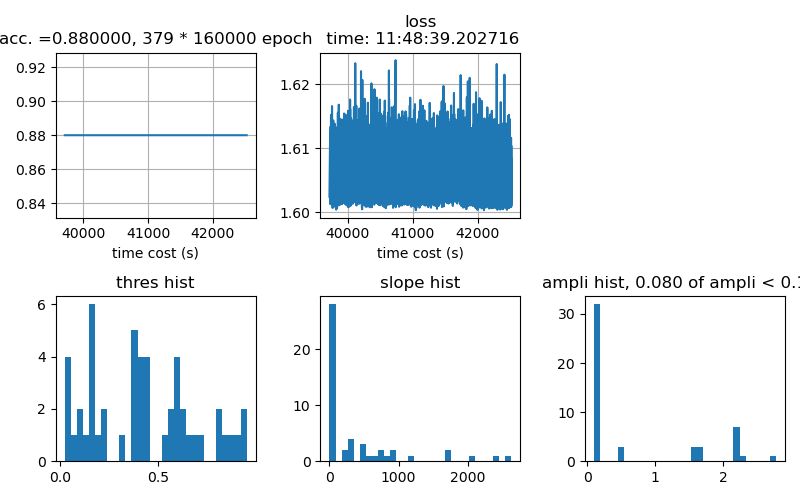 acc. =0.880000, 379 * 160000 epoch
loss
time: 11:48:39.202716
0.92
0.90
0.88
0.86
0.84
40000 41000 42000
time cost (s)
1.62
1.61
1.60
40000 41000 42000
time cost (s)
thres hist
6
4
2
0
0.0 0.5
slope hist
20
10
0
0 1000 2000
ampli hist, 0.080 of ampli < 0.1
30
20
10
0
0 1 2